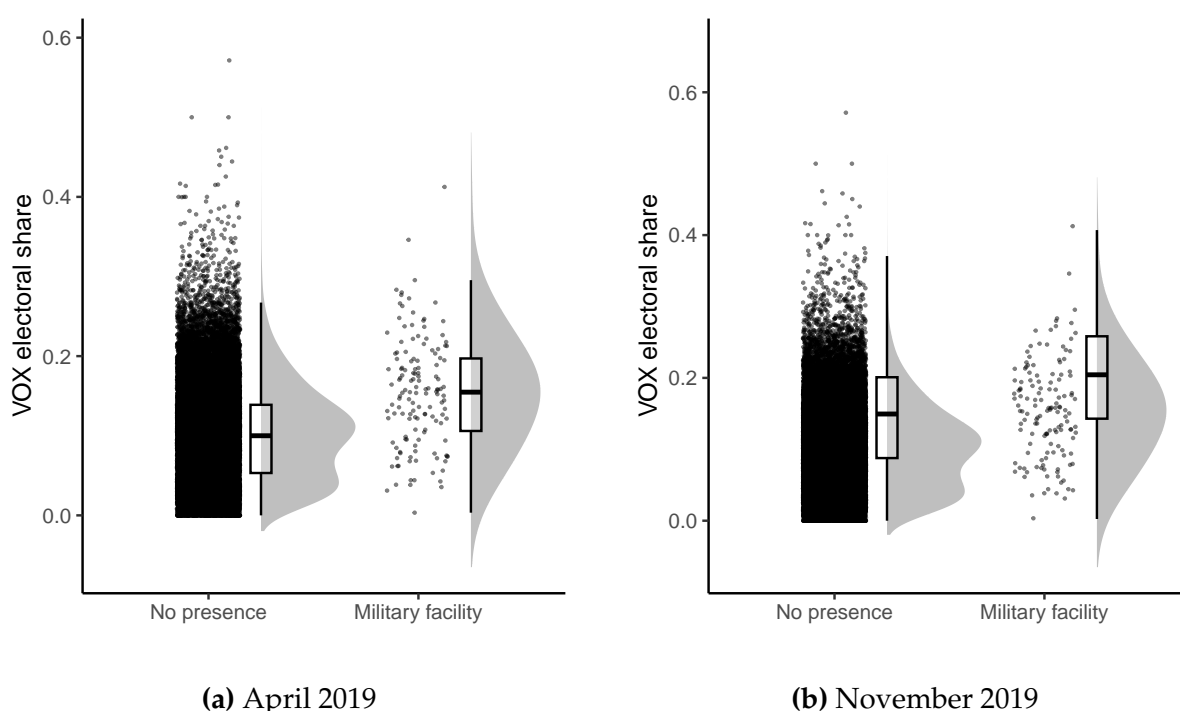 VOX electoral share
0.6
0.4
0.2
0.0
No presence Military facility
(a) April 2019
VOX electoral share
0.6
0.4
0.2
0.0
No presence Military facility
(b) November 2019